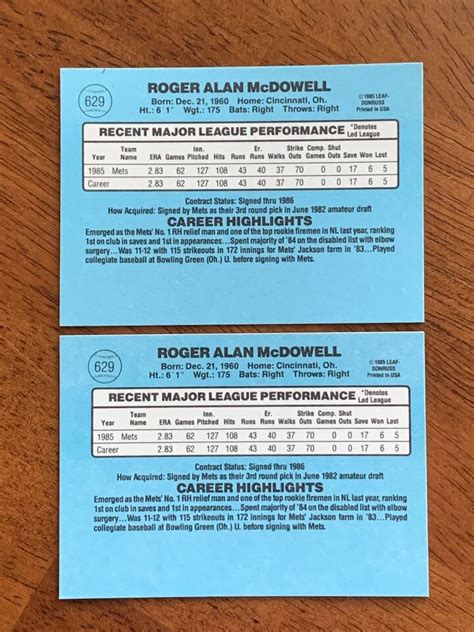 629
ROGER ALAN McDOWELL
Born: Dec. 21, 1960 Home: Cincinnati, Oh.
Ht.: 6´1˝ Wgt.: 175 Bats: Right Throws: Right
©1985 LEAF-
DONRUSS
Printed in USA
RECENT MAJOR LEAGUE PERFORMANCE
*Denotes
Led League
Team Inn. Er. Strike Comp. Shut
Year Name ERA Games Pitched Hits Runs Runs Walks Outs Games Outs Save Won Lost
1985 Mets 2.83 62 127 108 43 40 37 70 0 0 17 6 5
Career 2.83 62 127 108 43 40 37 70 0 0 17 6 5
Contract Status: Signed thru 1986
How Acquired: Signed by Mets as their 3rd round pick in June 1982 amateur draft
CAREER HIGHLIGHTS
Emerged as the Mets' No. 1 RH relief man and one of the top rookie firemen in NL last year, ranking
1st on club in saves and 1st in appearances...Spent majority of '84 on the disabled list with elbow
surgery...Was 11-12 with 115 strikeouts in 172 innings for Mets' Jackson farm in '83...Played
collegiate baseball at Bowling Green (Oh.) U. before signing with Mets.
629
ROGER ALAN McDOWELL
Born: Dec. 21, 1960 Home: Cincinnati, Oh.
Ht.: 6´1˝ Wgt.: 175 Bats: Right Throws: Right
©1985 LEAF-
DONRUSS
Printed in USA
RECENT MAJOR LEAGUE PERFORMANCE
*Denotes
Led League
Team Inn. Er. Strike Comp. Shut
Year Name ERA Games Pitched Hits Runs Runs Walks Outs Games Outs Save Won Lost
1985 Mets 2.83 62 127 108 43 40 37 70 0 0 17 6 5
Career 2.83 62 127 108 43 40 37 70 0 0 17 6 5
Contract Status: Signed thru 1986
How Acquired: Signed by Mets as their 3rd round pick in June 1982 amateur draft
CAREER HIGHLIGHTS
Emerged as the Mets' No. 1 RH relief man and one of the top rookie firemen in NL last year, ranking
1st on club in saves and 1st in appearances...Spent majority of '84 on the disabled list with elbow
surgery...Was 11-12 with 115 strikeouts in 172 innings for Mets' Jackson farm in '83...Played
collegiate baseball at Bowling Green (Oh.) U. before signing with Mets.